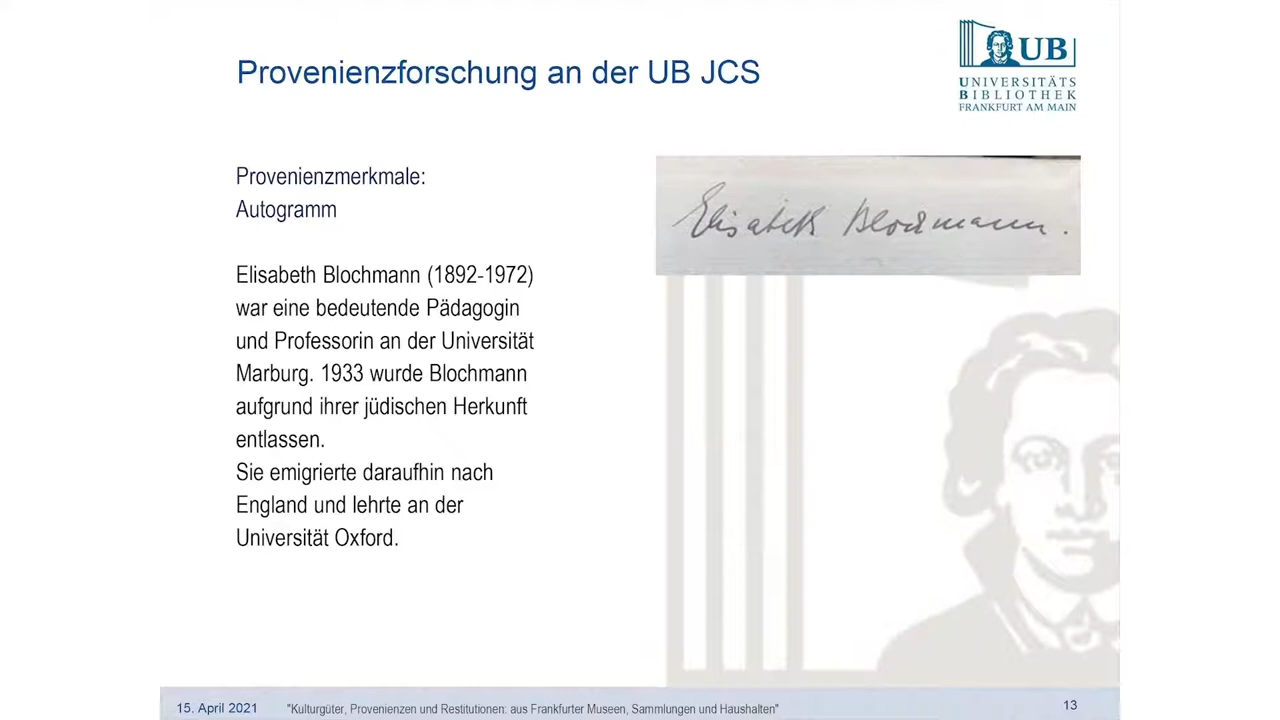 Provenienzforschung an der UB JCS
UB
UNIVERSITÄTS
BIBLIOTHEK
FRANKFURT AM MAIN
Provenienzmerkmale:
Autogramm
Elisabeth Blochmann.
Elisabeth Blochmann (1892-1972)
war eine bedeutende Pädagogin
und Professorin an der Universität
Marburg. 1933 wurde Blochmann
aufgrund ihrer jüdischen Herkunft
entlassen.
Sie emigrierte daraufhin nach
England und lehrte an der
Universität Oxford.
15. April 2021
"Kulturgüter, Provenienzen und Restitutionen: aus Frankfurter Museen, Sammlungen und Haushalten"
13